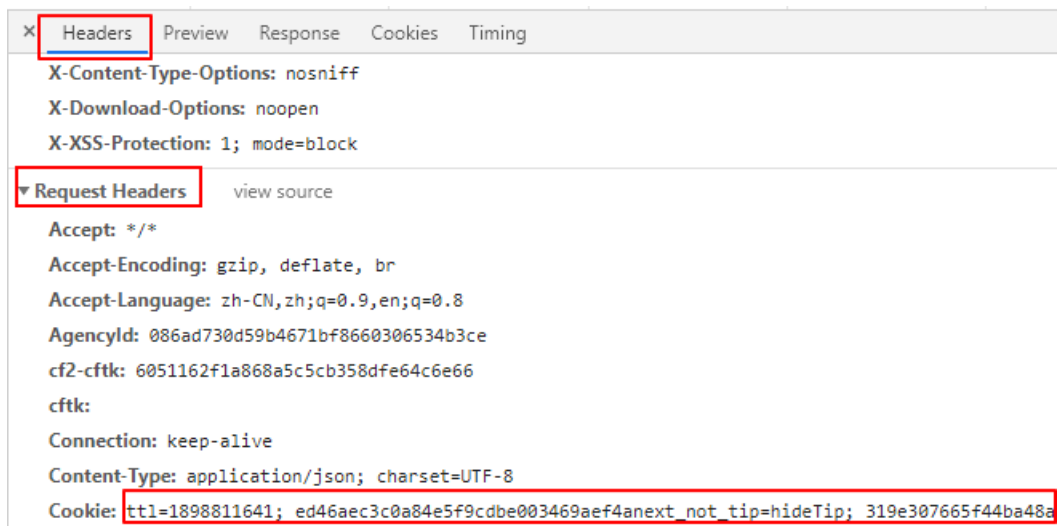 × Headers Preview Response Cookies Timing
X-Content-Type-Options: nosniff
X-Download-Options: noopen
X-XSS-Protection: 1; mode=block
▼ Request Headers view source
Accept: */*
Accept-Encoding: gzip, deflate, br
Accept-Language: zh-CN,zh;q=0.9,en;q=0.8
AgencyId: 086ad730d59b4671bf8660306534b3ce
cf2-cftk: 6051162f1a868a5c5cb358dfe64c6e66
cftk:
Connection: keep-alive
Content-Type: application/json; charset=UTF-8
Cookie: ttl=1898811641; ed46aec3c0a84e5f9cdbe003469aef4anext_not_tip=hideTip; 319e307665f44ba48a